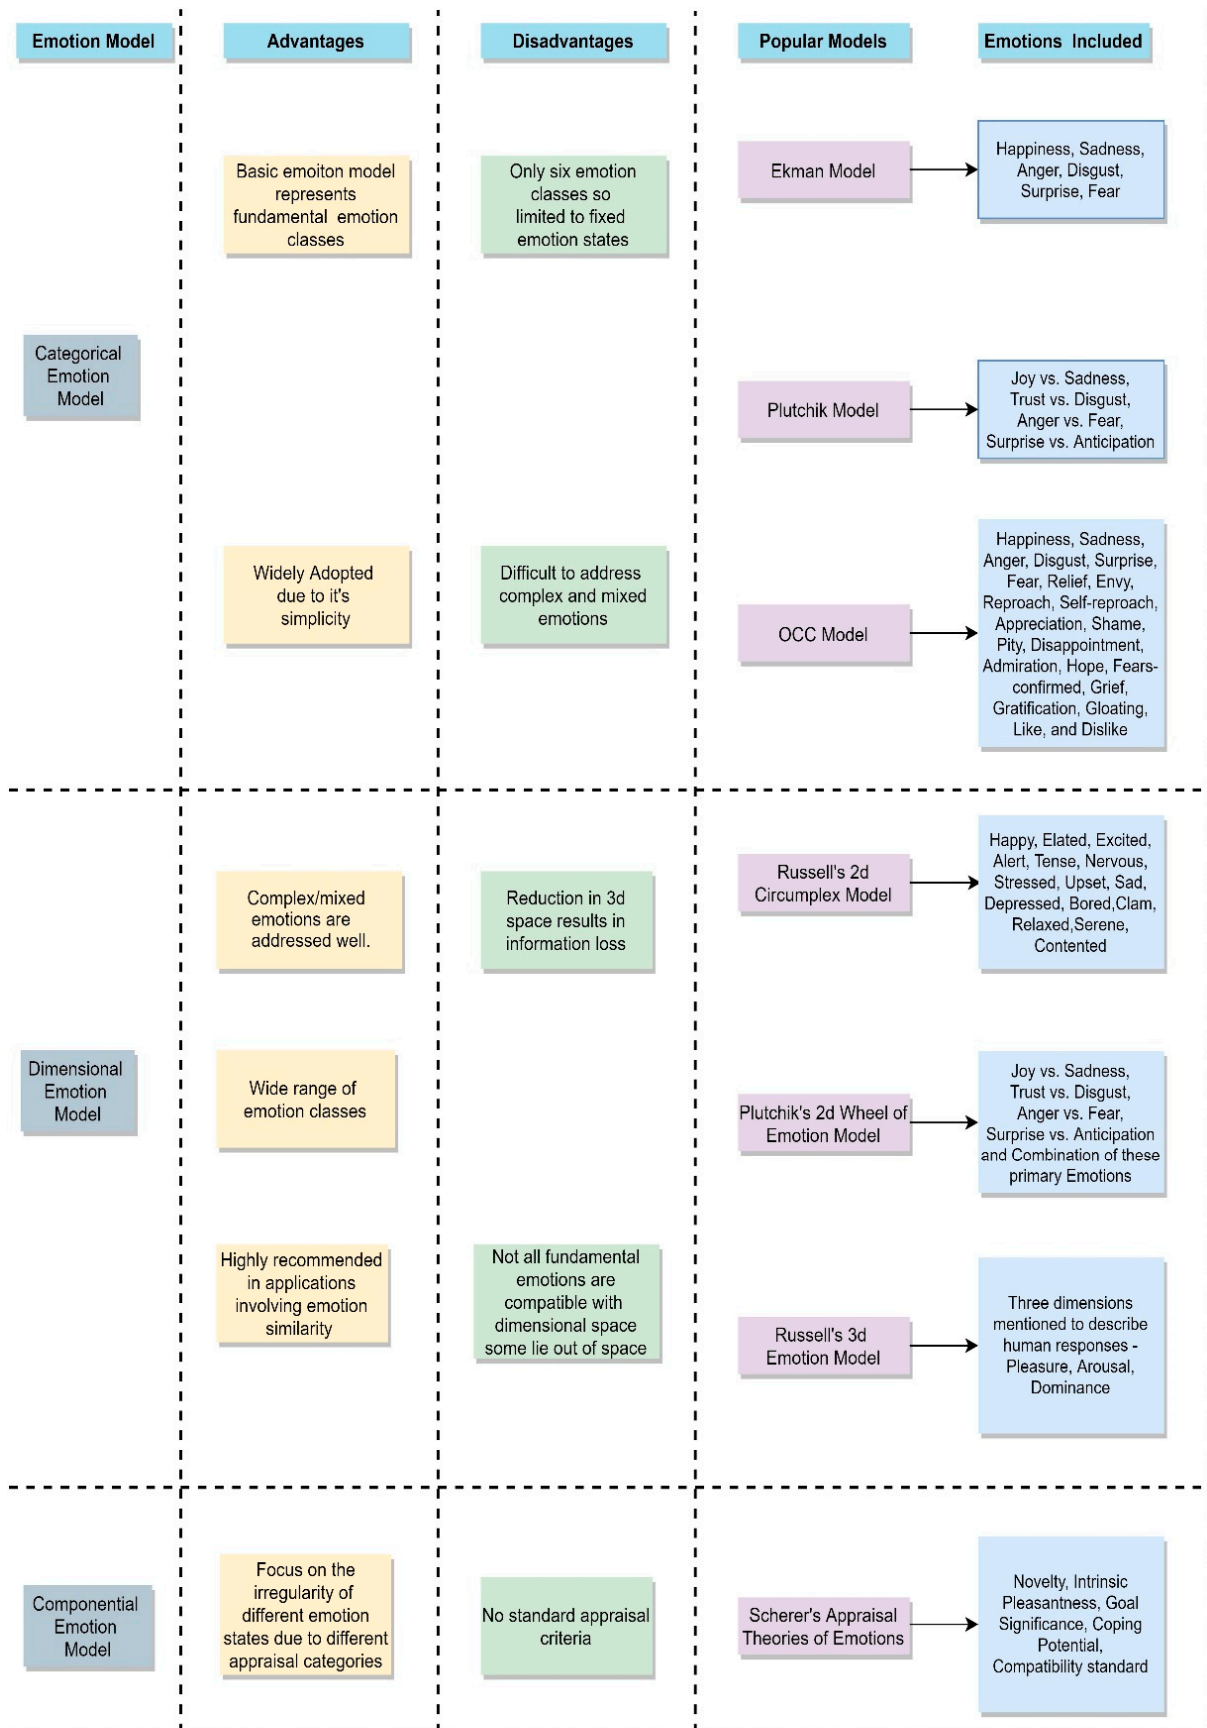 Emotion Model
Advantages
Disadvantages
Popular Models
Emotions Included
Categorical
Emotion
Model
Basic emoiton model
represents
fundamental emotion
classes
Only six emotion
classes so
limited to fixed
emotion states
Ekman Model
Happiness, Sadness,
Anger, Disgust,
Surprise, Fear
Plutchik Model
Joy vs. Sadness,
Trust vs. Disgust,
Anger vs. Fear,
Surprise vs. Anticipation
Widely Adopted
due to it's
simplicity
Difficult to address
complex and mixed
emotions
OCC Model
Happiness, Sadness,
Anger, Disgust, Surprise,
Fear, Relief, Envy,
Reproach, Self-reproach,
Appreciation, Shame,
Pity, Disappointment,
Admiration, Hope, Fears-
confirmed, Grief,
Gratification, Gloating,
Like, and Dislike
Dimensional
Emotion
Model
Complex/mixed
emotions are
addressed well.
Reduction in 3d
space results in
information loss
Russell's 2d
Circumplex Model
Happy, Elated, Excited,
Alert, Tense, Nervous,
Stressed, Upset, Sad,
Depressed, Bored,Clam,
Relaxed,Serene,
Contented
Wide range of
emotion classes
Plutchik's 2d Wheel of
Emotion Model
Joy vs. Sadness,
Trust vs. Disgust,
Anger vs. Fear,
Surprise vs. Anticipation
and Combination of these
primary Emotions
Highly recommended
in applications
involving emotion
similarity
Not all fundamental
emotions are
compatible with
dimensional space
some lie out of space
Russell's 3d
Emotion Model
Three dimensions
mentioned to describe
human responses -
Pleasure, Arousal,
Dominance
Componential
Emotion
Model
Focus on the
irregularity of
different emotion
states due to different
appraisal categories
No standard appraisal
criteria
Scherer's Appraisal
Theories of Emotions
Novelty, Intrinsic
Pleasantness, Goal
Significance, Coping
Potential,
Compatibility standard